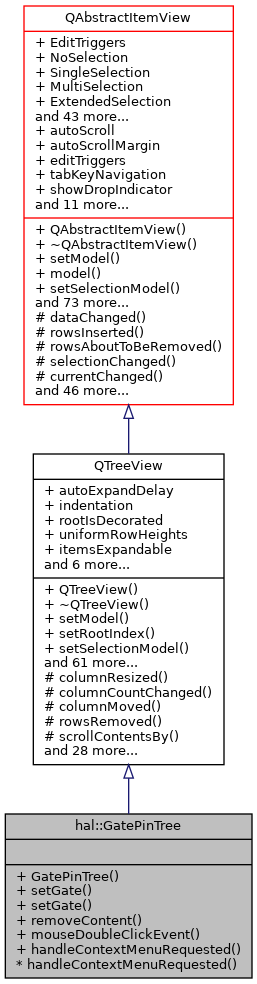 QAbstractItemView
+ EditTriggers
+ NoSelection
+ SingleSelection
+ MultiSelection
+ ExtendedSelection
and 43 more...
+ autoScroll
+ autoScrollMargin
+ editTriggers
+ tabKeyNavigation
+ showDropIndicator
and 11 more...
+ QAbstractItemView()
+ ~QAbstractItemView()
+ setModel()
+ model()
+ setSelectionModel()
and 73 more...
# dataChanged()
# rowsInserted()
# rowsAboutToBeRemoved()
# selectionChanged()
# currentChanged()
and 46 more...
QTreeView
+ autoExpandDelay
+ indentation
+ rootIsDecorated
+ uniformRowHeights
+ itemsExpandable
and 6 more...
+ QTreeView()
+ ~QTreeView()
+ setModel()
+ setRootIndex()
+ setSelectionModel()
and 61 more...
# columnResized()
# columnCountChanged()
# columnMoved()
# rowsRemoved()
# scrollContentsBy()
and 28 more...
hal::GatePinTree
+ GatePinTree()
+ setGate()
+ setGate()
+ removeContent()
+ mouseDoubleClickEvent()
+ handleContextMenuRequested()
* handleContextMenuRequested()